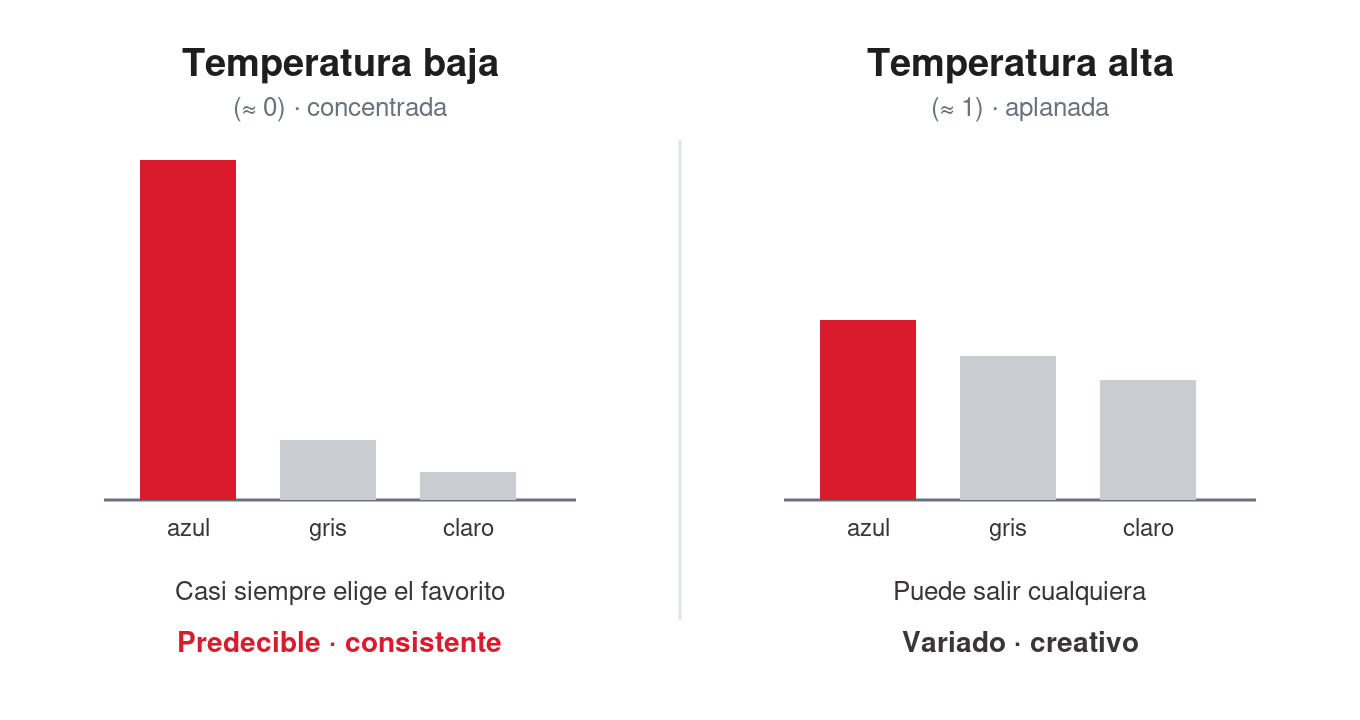 Temperatura baja
(≈ 0) · concentrada
azul gris claro
Casi siempre elige el favorito
Predecible · consistente
Temperatura alta
(≈ 1) · aplanada
azul gris claro
Puede salir cualquiera
Variado · creativo